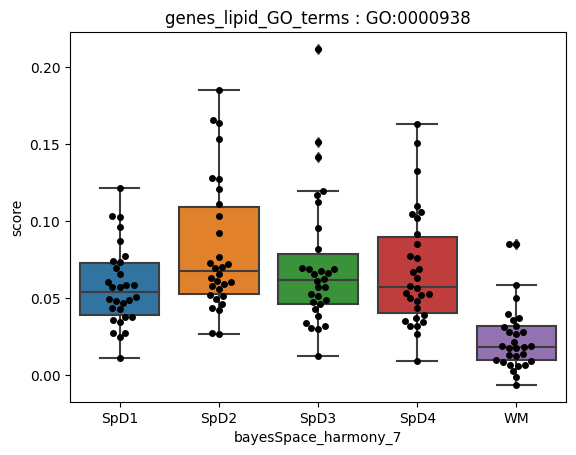 genes_lipid_GO_terms : GO:0000938
0.20
0.15
0.10
0.05
0.00
score
SpD1 SpD2 SpD3 SpD4 WM
bayesSpace_harmony_7